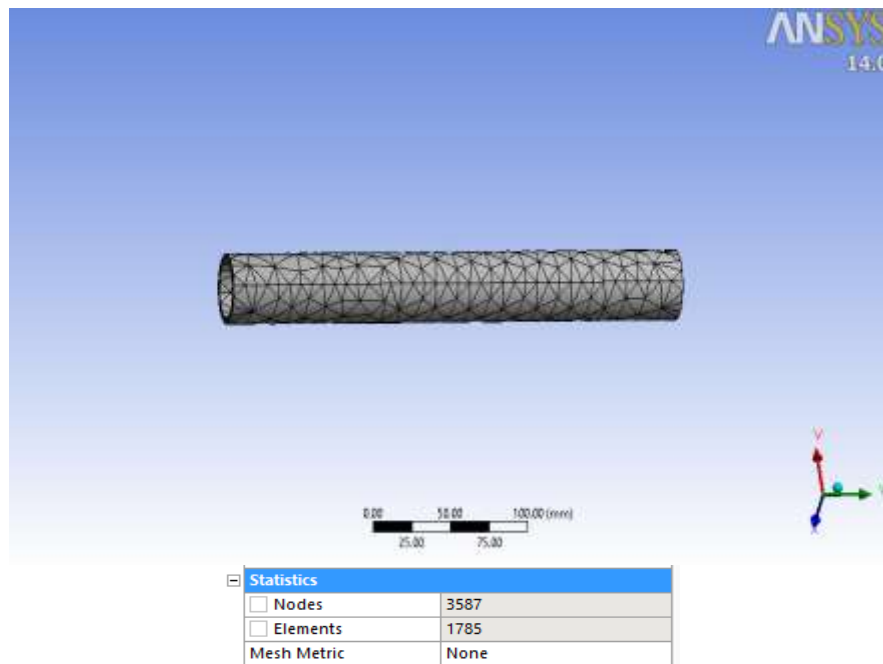 ANSYS
14.0
0.00 50.00 100.00 (mm)
25.00 75.00
Statistics
Nodes 3587
Elements 1785
Mesh Metric None